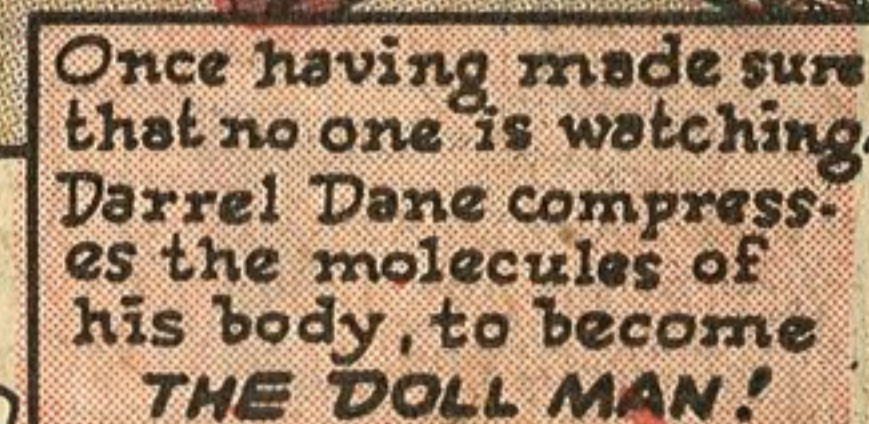 Once having made sure
that no one is watching,
Darrel Dane compress-
es the molecules of
his body, to become
THE DOLL MAN!